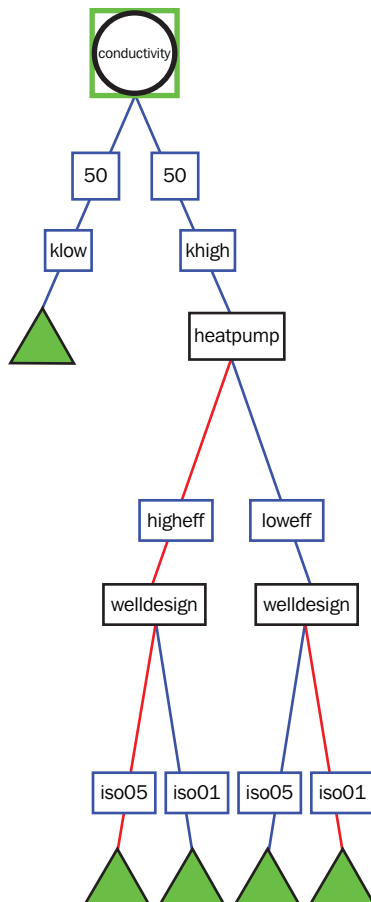 conductivity
50 50
klow khigh
heatpump
higheff loweff
welldesign welldesign
iso05 iso01 iso05 iso01